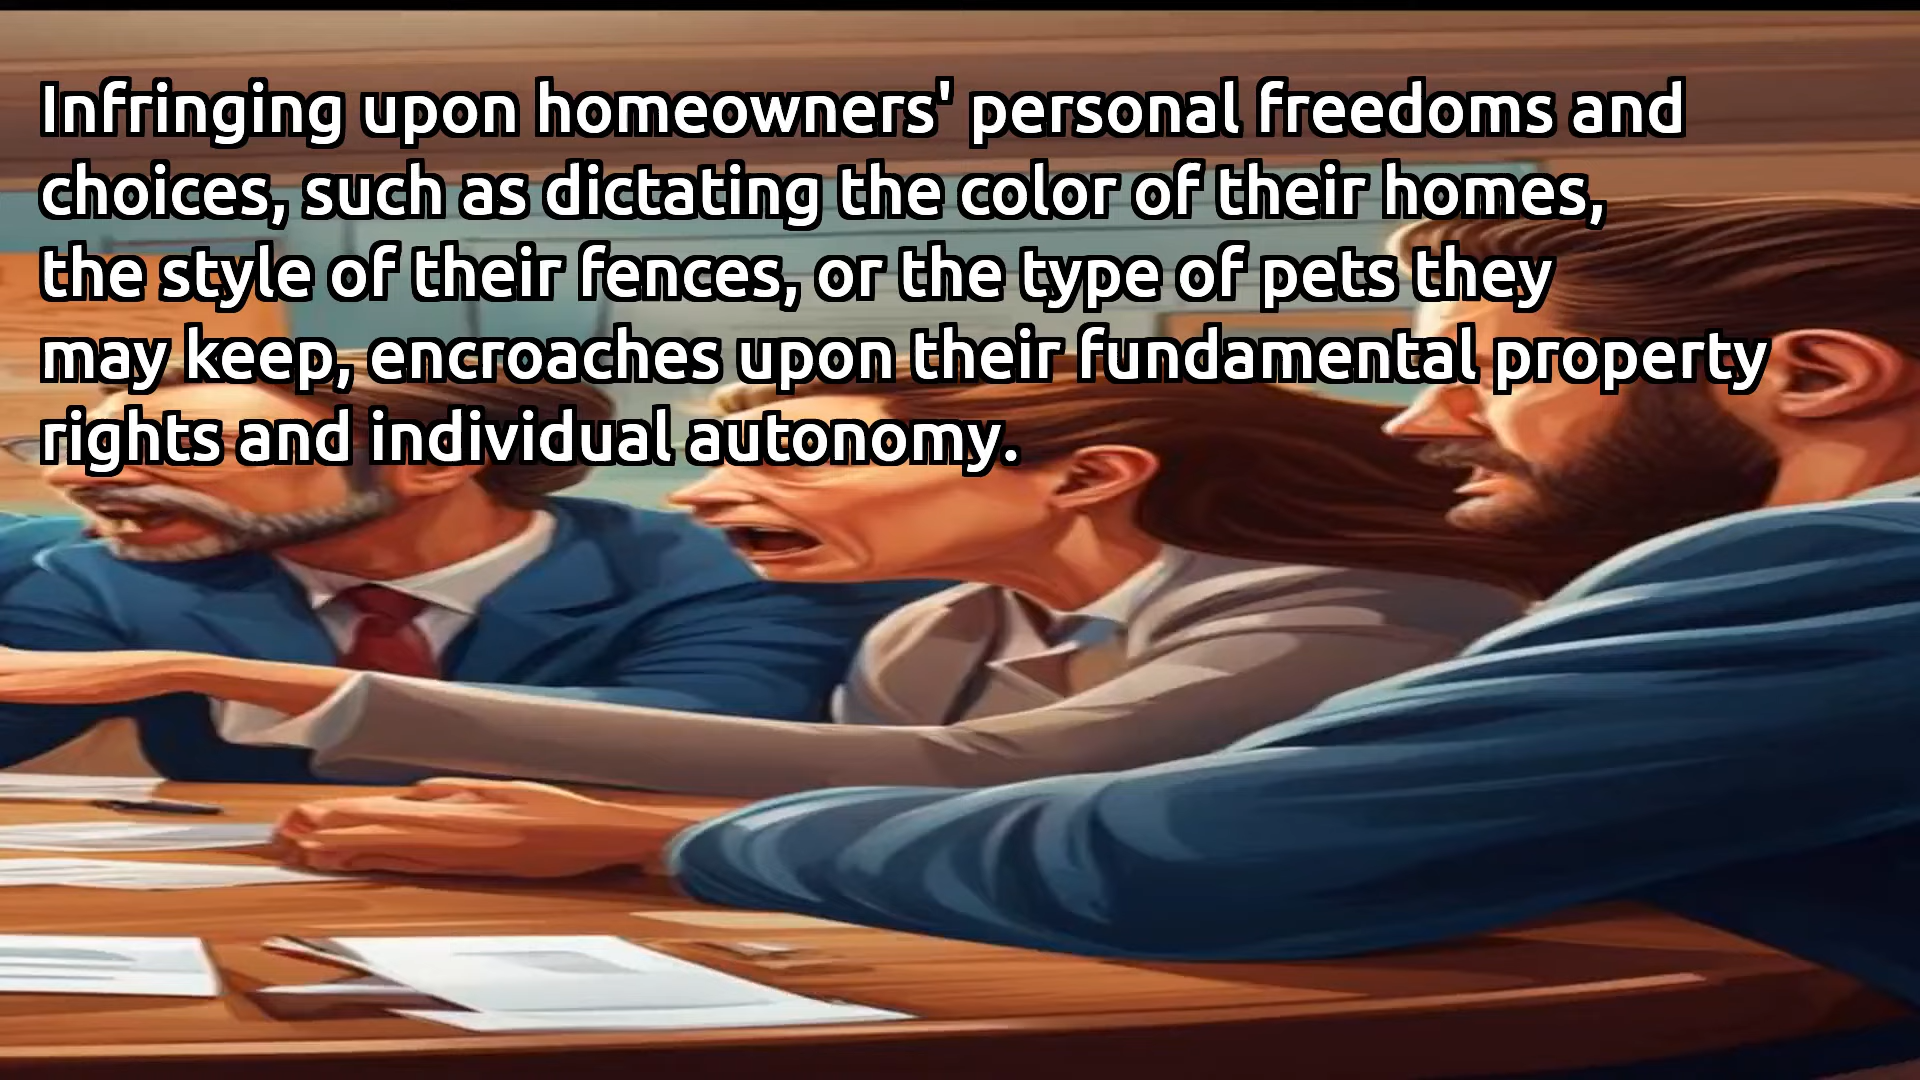 Infringing upon homeowners' personal freedoms and
choices, such as dictating the color of their homes,
the style of their fences, or the type of pets they
may keep, encroaches upon their fundamental property
rights and individual autonomy.